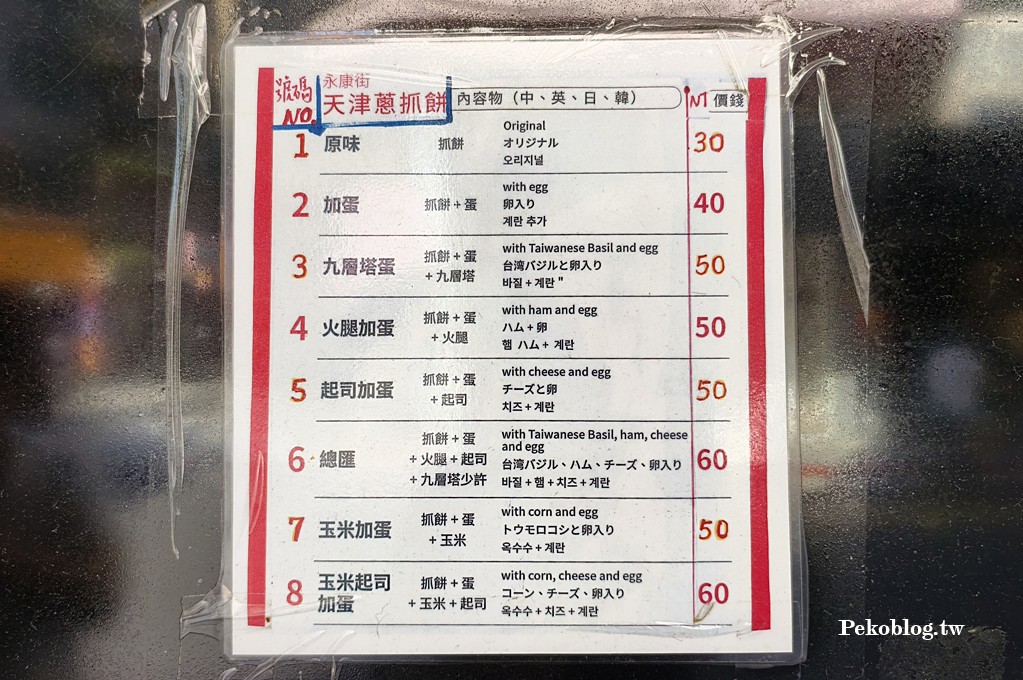 號碼
NO.
永康街
天津蔥抓餅
內容物（中、英、日、韓）
NT 價錢
1 原味 抓餅
Original
オリジナル
오리지널
30
2 加蛋 抓餅 + 蛋
with egg
卵入り
계란 추가
40
3 九層塔蛋
抓餅 + 蛋
+ 九層塔
with Taiwanese Basil and egg
台湾バジルと卵入り
바질 + 계란 "
50
4 火腿加蛋
抓餅 + 蛋
+ 火腿
with ham and egg
ハム + 卵
햄 ハム + 계란
50
5 起司加蛋
抓餅 + 蛋
+ 起司
with cheese and egg
チーズと卵
치즈 + 계란
50
6 總匯
抓餅 + 蛋
+ 火腿 + 起司
+ 九層塔少許
with Taiwanese Basil, ham, cheese
and egg
台湾バジル、ハム、チーズ、卵入り
바질 + 햄 + 치즈 + 계란
60
7 玉米加蛋
抓餅 + 蛋
+ 玉米
with corn and egg
トウモロコシと卵入り
옥수수 + 계란
50
8 玉米起司
加蛋
抓餅 + 蛋
+ 玉米 + 起司
with corn, cheese and egg
コーン、チーズ、卵入り
옥수수 + 치즈 + 계란
60
Pekoblog.tw